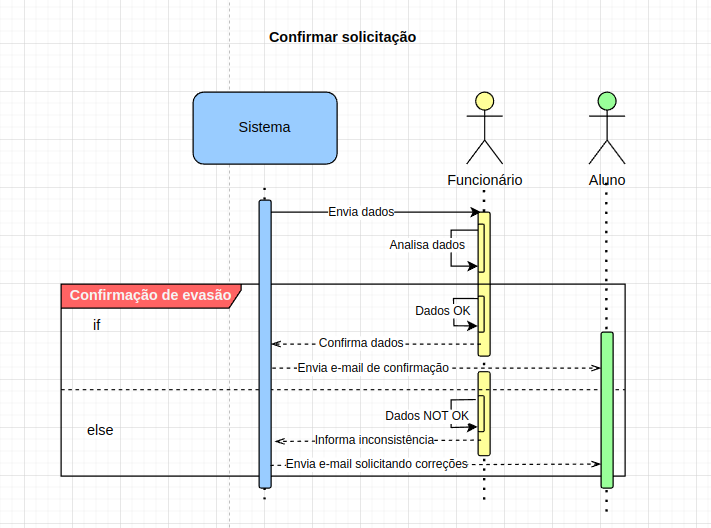 Confirmar solicitação
Sistema
Funcionário
Aluno
Envia dados
Analisa dados
Confirmação de evasão
if
Dados OK
Confirma dados
Envia e-mail de confirmação
Dados NOT OK
else
Informa inconsistência
Envia e-mail solicitando correções